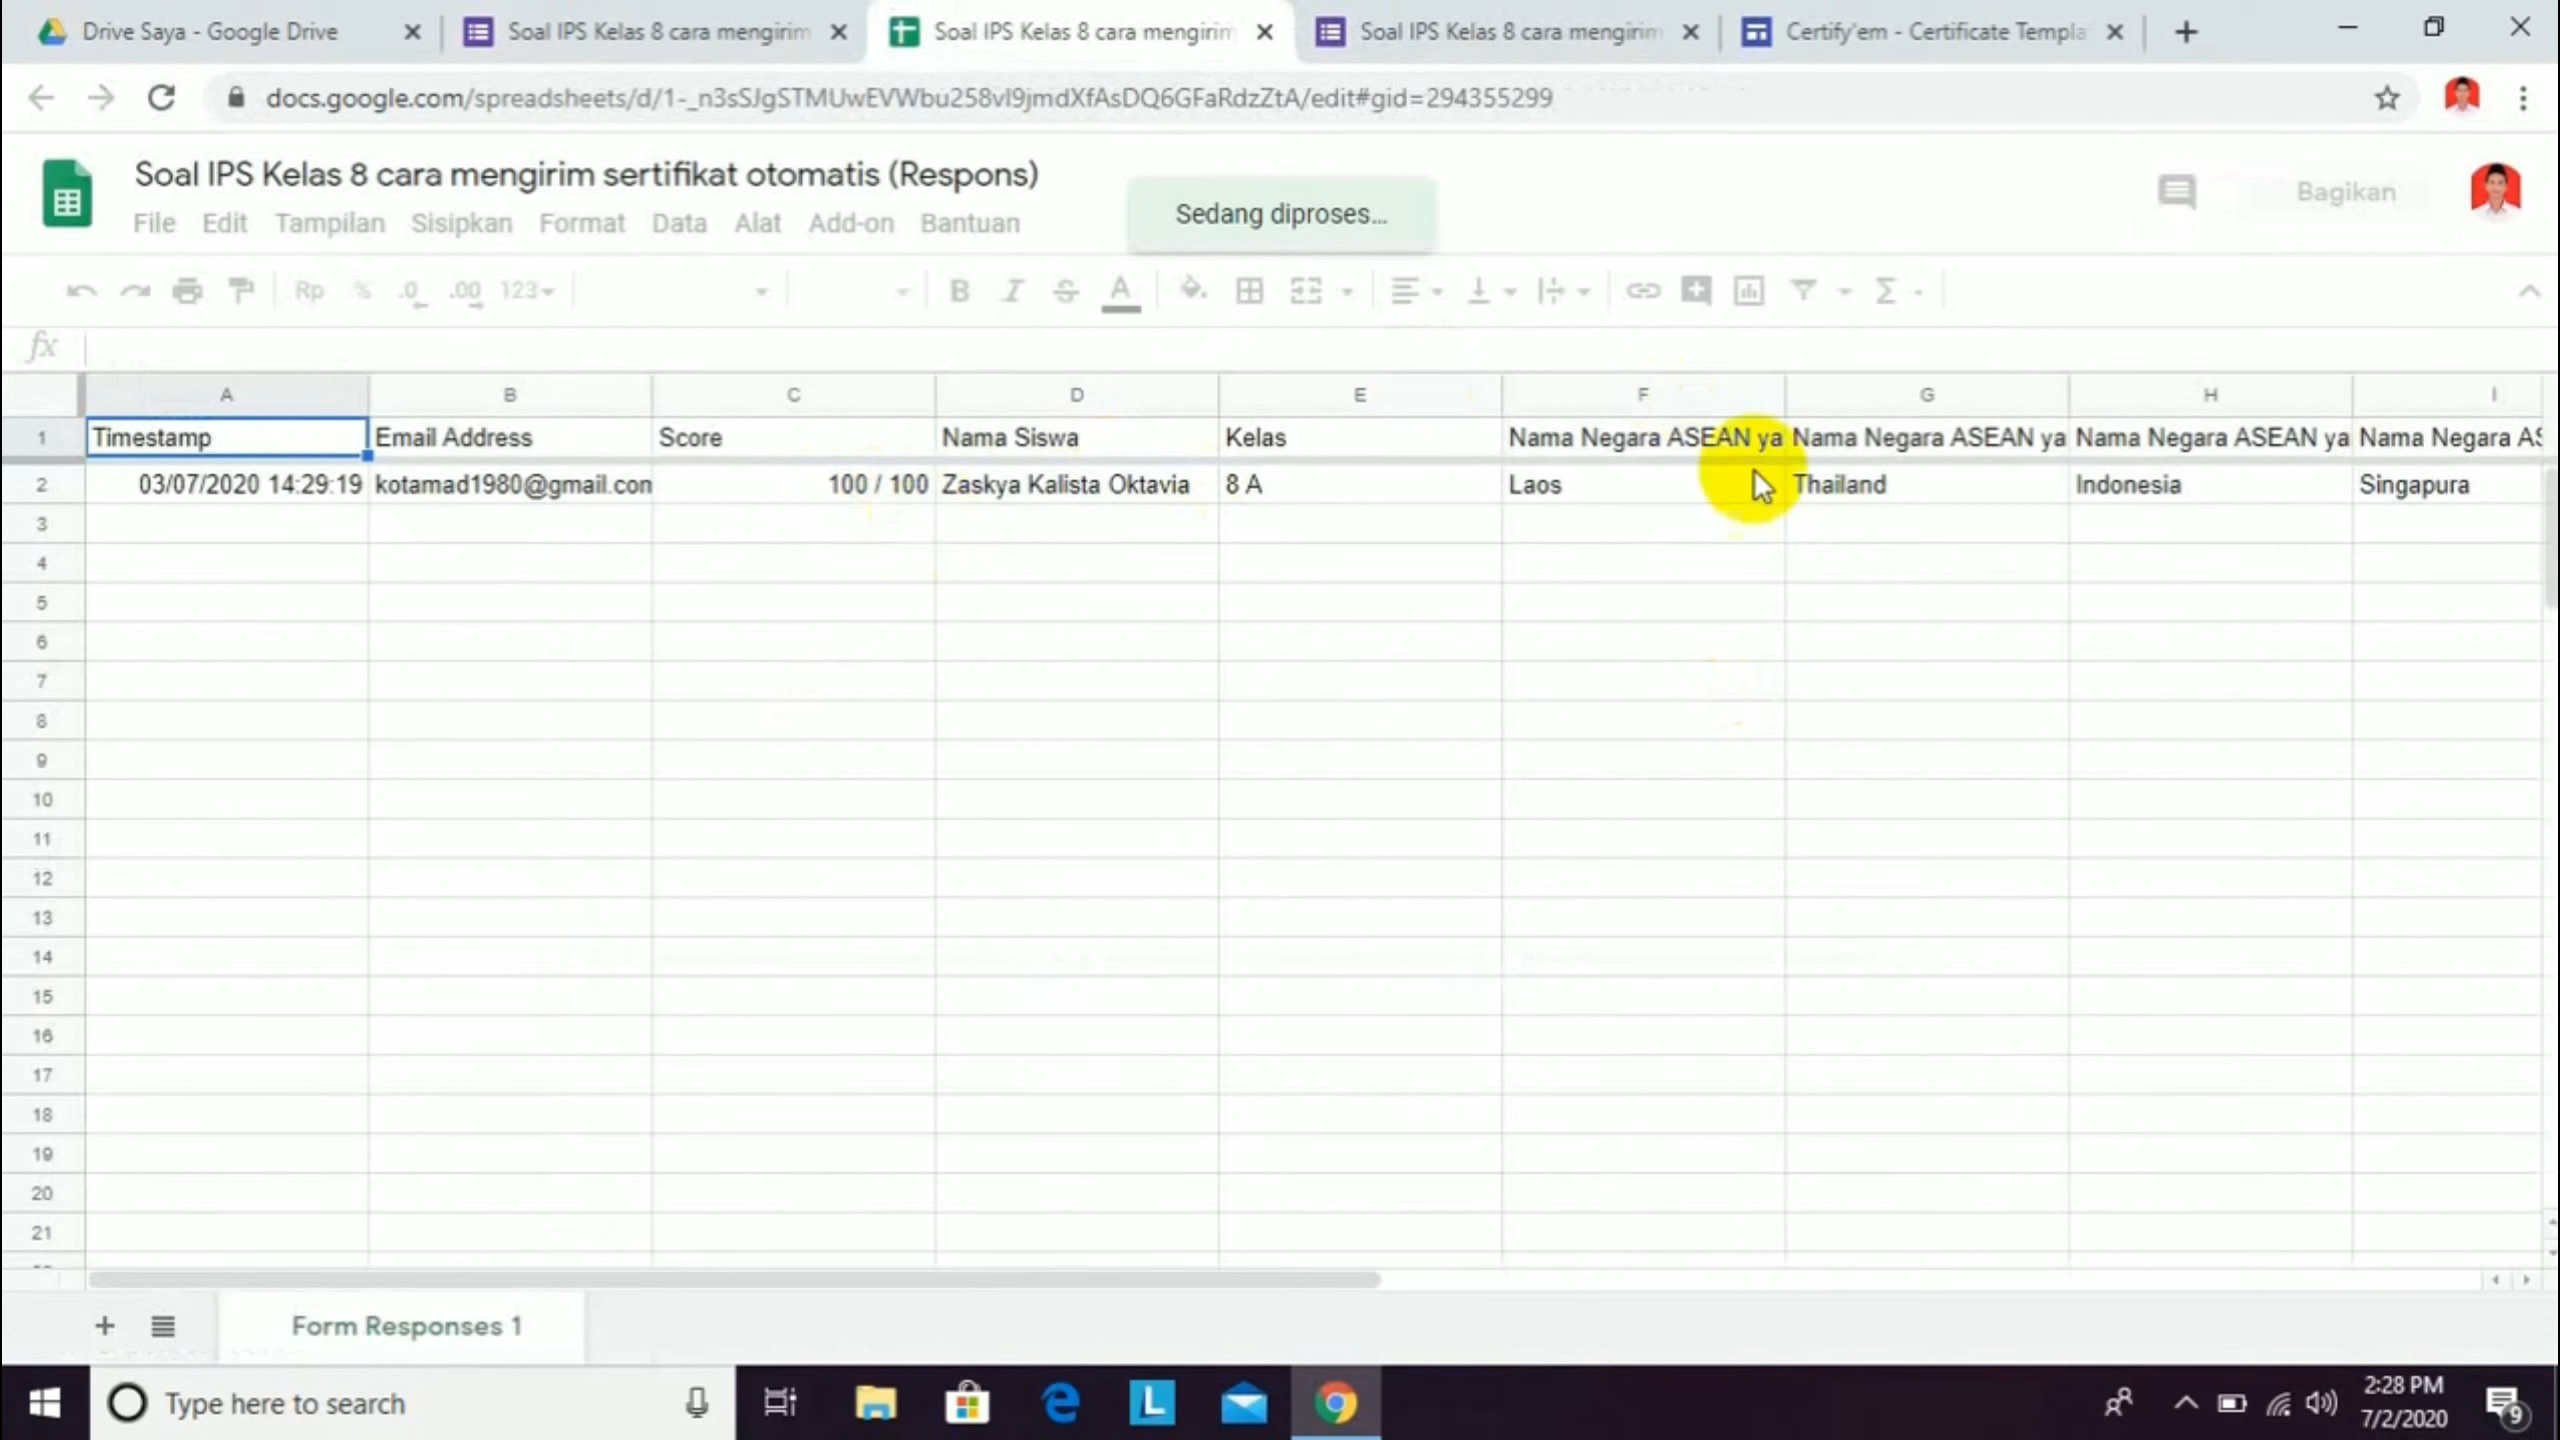 Drive Saya - Google Drive
Soal IPS Kelas 8 cara mengirim
Soal IPS Kelas 8 cara mengirim
Soal IPS Kelas 8 cara mengirim
Certify'em - Certificate Templa
docs.google.com/spreadsheets/d/1-_n3sSJgSTMUwEVWbu258vI9jmdXfAsDQ6GFaRdzZtA/edit#gid=294355299
Soal IPS Kelas 8 cara mengirim sertifikat otomatis (Respons)
File Edit Tampilan Sisipkan Format Data Alat Add-on Bantuan
Sedang diproses...
Bagikan
Rp % .0 .00 123
B I S A
fx
A B C D E F G H I
1 Timestamp Email Address Score Nama Siswa Kelas Nama Negara ASEAN ya Nama Negara ASEAN ya Nama Negara ASEAN ya Nama Negara AS
2 03/07/2020 14:29:19 kotamad1980@gmail.com 100 / 100 Zaskya Kalista Oktavia 8 A Laos Thailand Indonesia Singapura
3
4
5
6
7
8
9
10
11
12
13
14
15
16
17
18
19
20
21
Form Responses 1
Type here to search
2:28 PM
7/2/2020
9